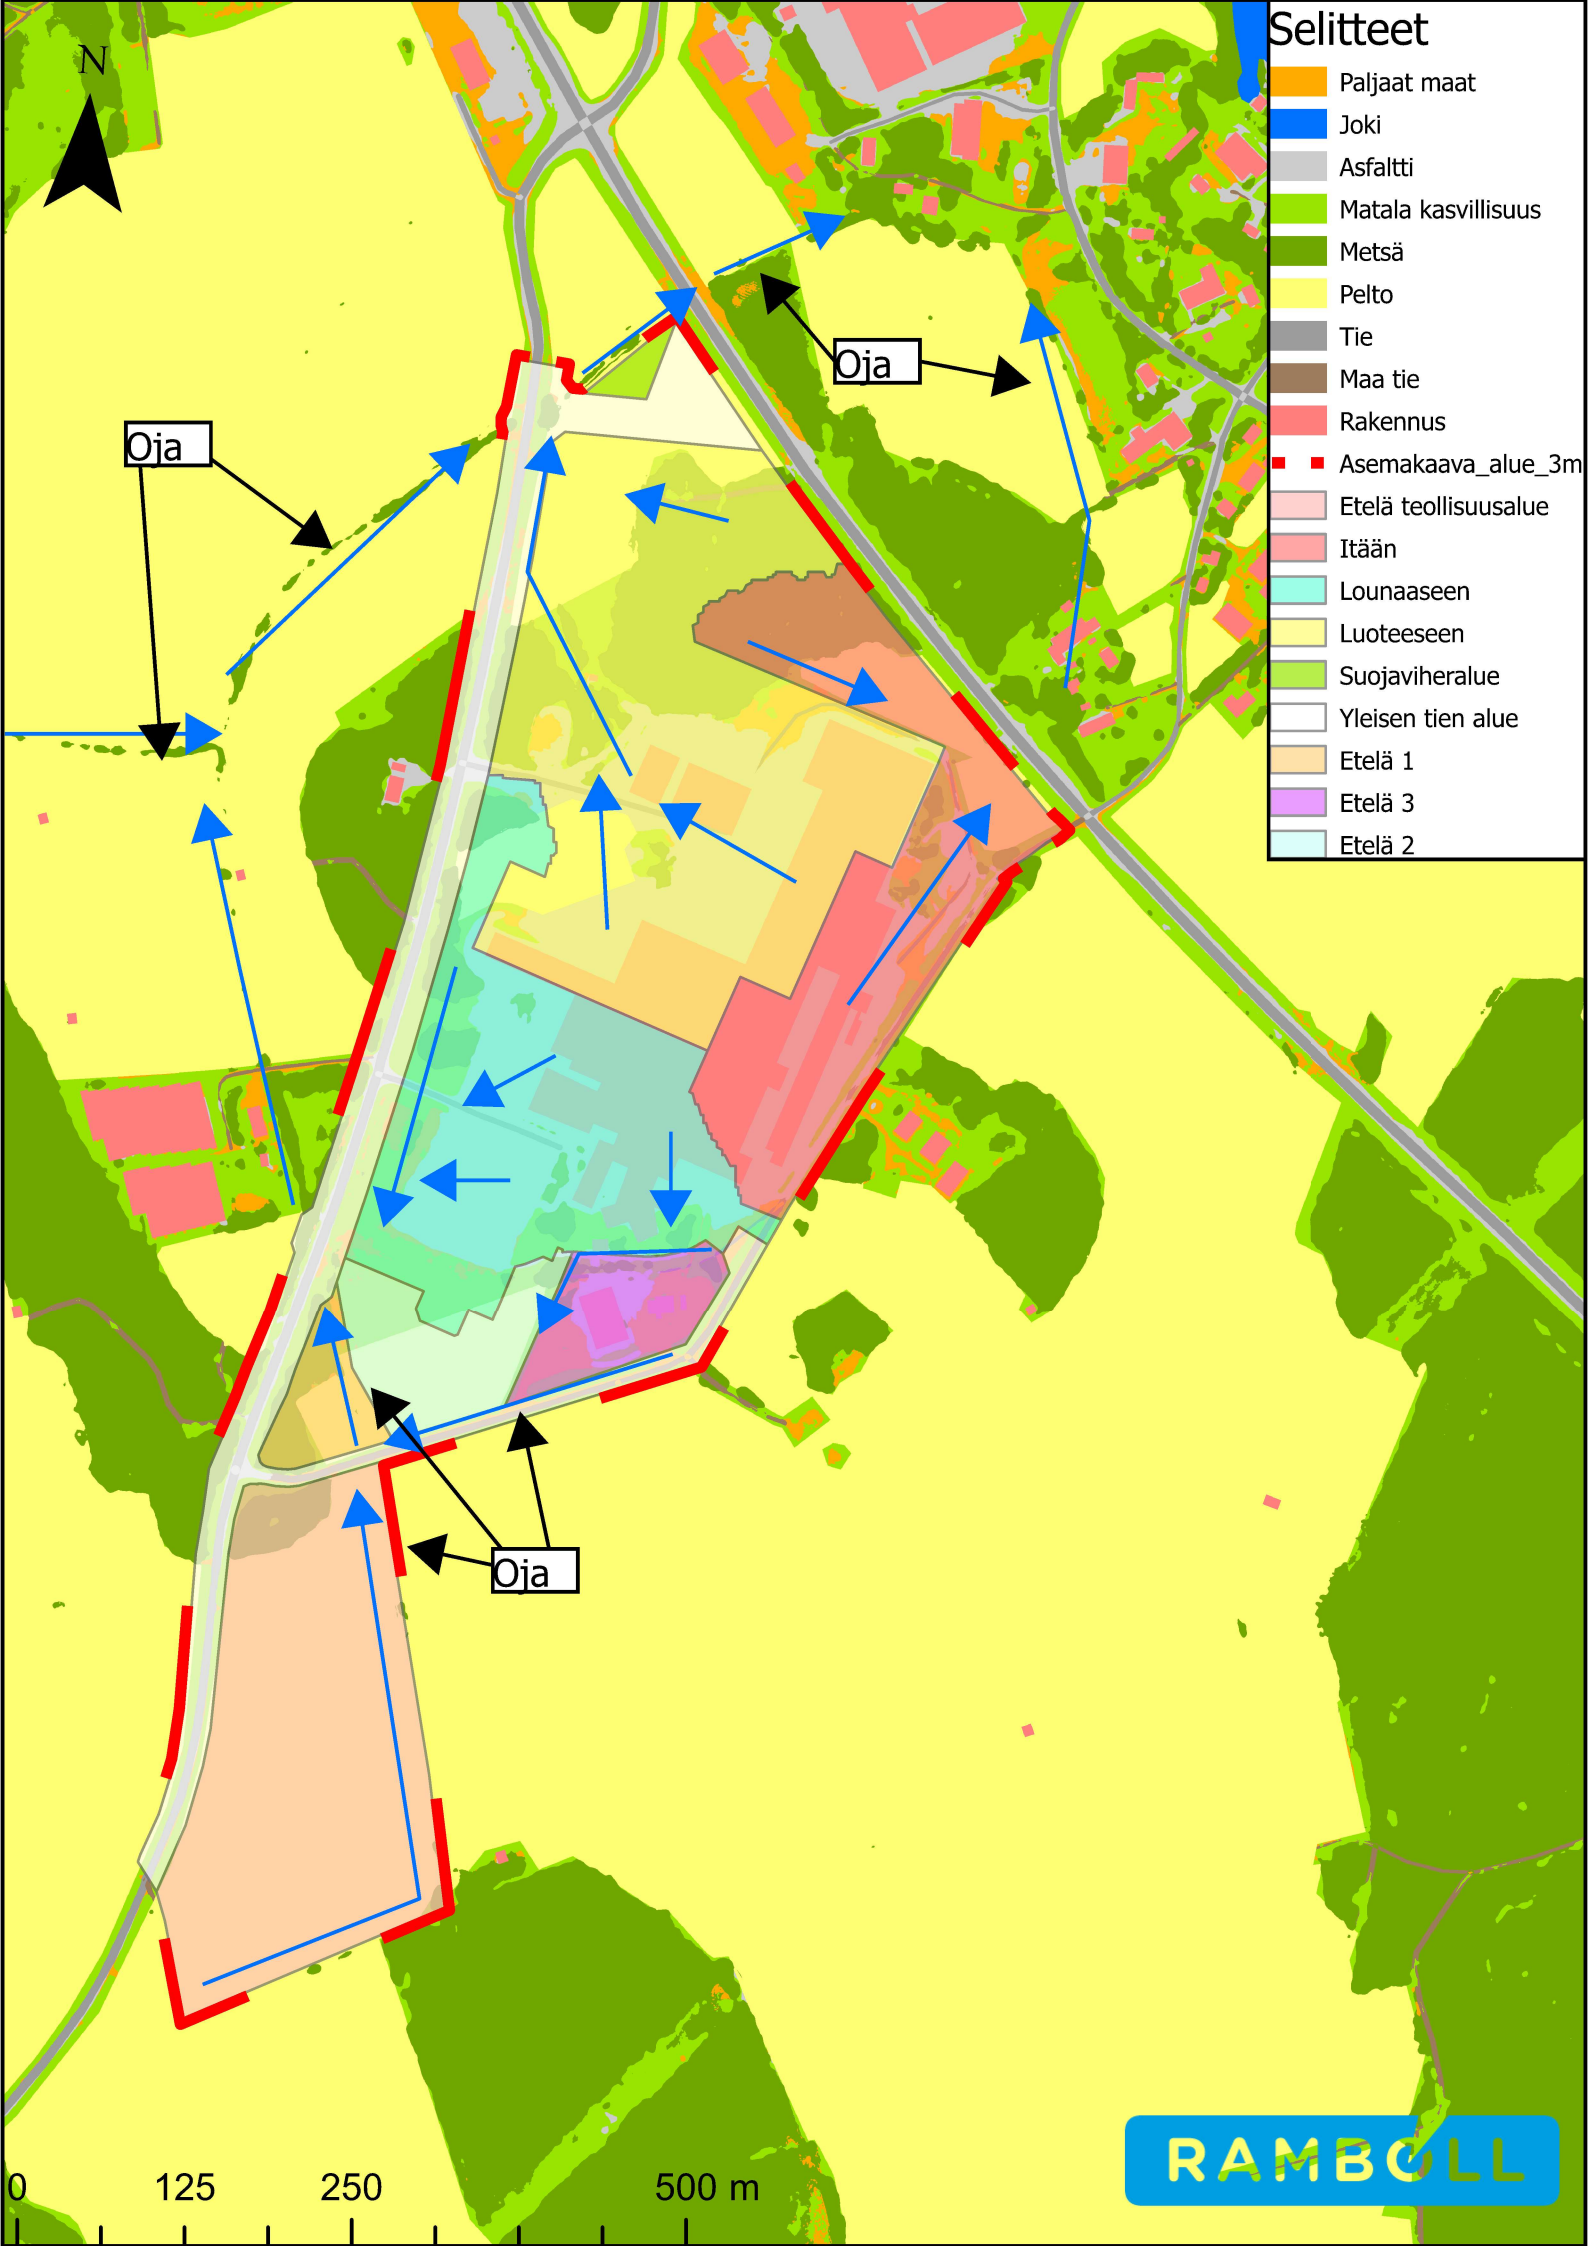 N
Selitteet
Paljaat maat
Joki
Asfaltti
Matala kasvillisuus
Metsä
Pelto
Tie
Maa tie
Rakennus
Asemakaava_alue_3m
Etelä teollisuusalue
Itään
Lounaaseen
Luoteeseen
Suojaviheralue
Yleisen tien alue
Etelä 1
Etelä 3
Etelä 2
Oja
Oja
Oja
0 125 250 500 m
RAMBOLL